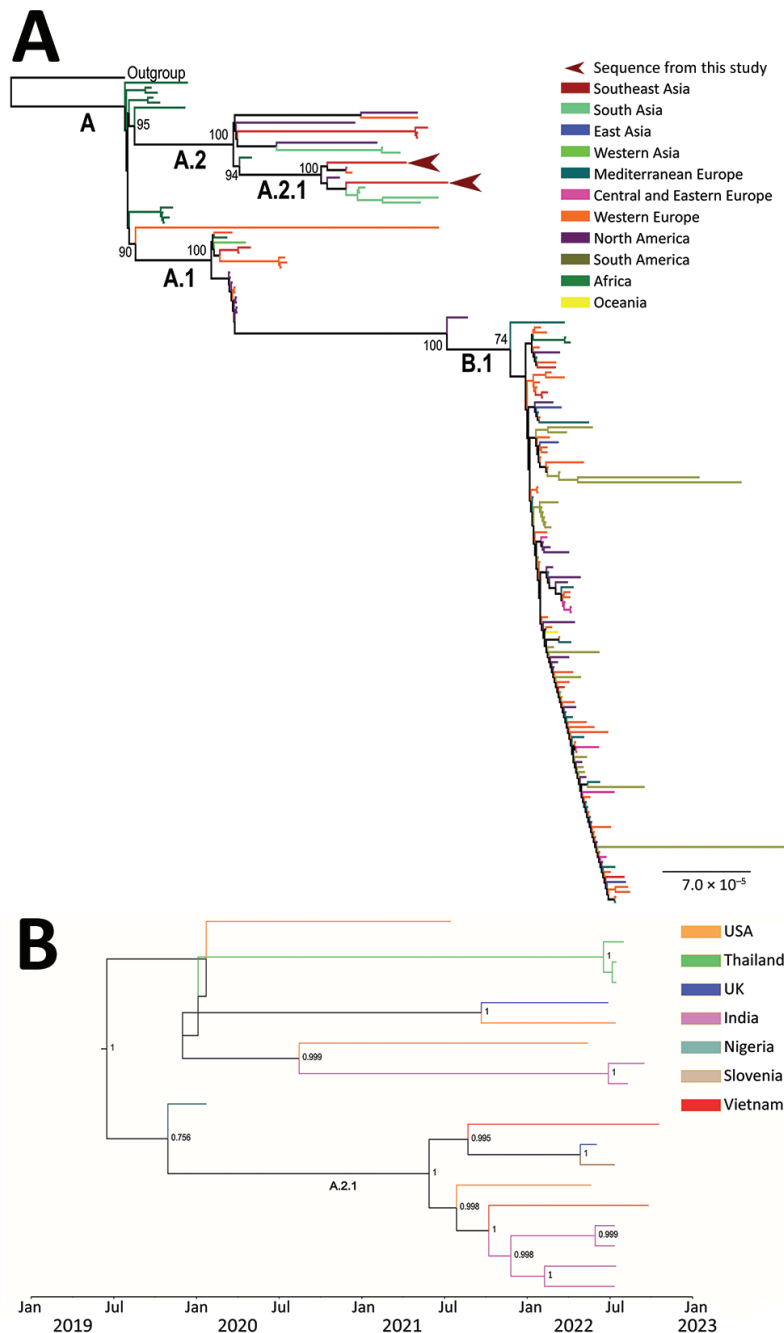 A
Outgroup
Sequence from this study
Southeast Asia
South Asia
East Asia
Western Asia
Mediterranean Europe
Central and Eastern Europe
Western Europe
North America
South America
Africa
Oceania
A
95
100
A.2
94
100
A.2.1
90
100
A.1
100
74
B.1
7.0 × 10⁻⁵
B
USA
Thailand
UK
India
Nigeria
Slovenia
Vietnam
1
1
1
0.999
1
0.756
0.995
1
1
A.2.1
0.998
1
0.999
0.998
1
Jan Jul Jan Jul Jan Jul Jan Jul Jan
2019 2020 2021 2022 2023